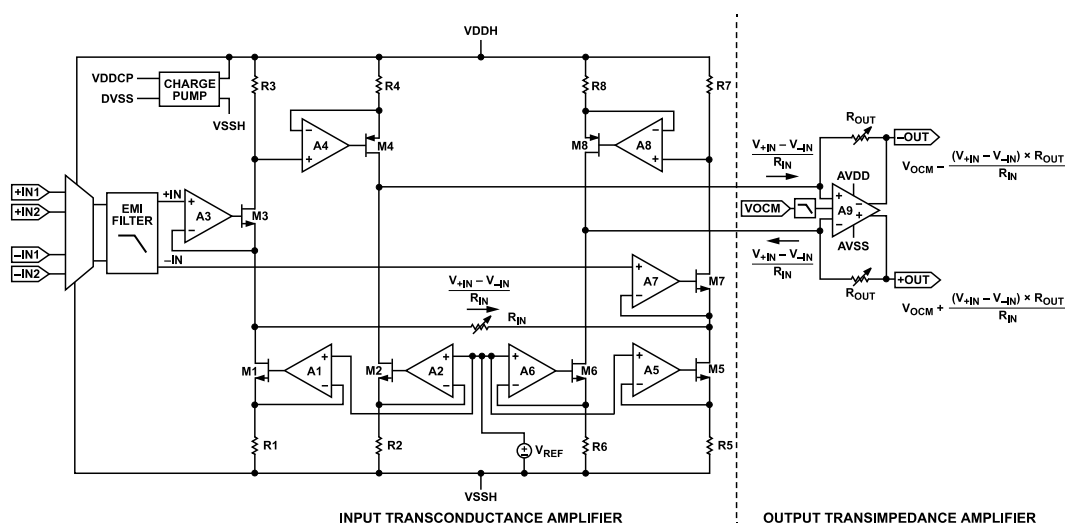 VDDH
VDDCP
DVSS
CHARGE
PUMP
VSSH
R3
R4
R8
R7
A4
M4
M8
A8
+IN1
+IN2
–IN1
–IN2
EMI
FILTER
+IN
–IN
A3
M3
A7
M7
V+IN – V–IN
RIN
RIN
M1
A1
M2
A2
A6
M6
A5
M5
R1
R2
VREF
R6
R5
VSSH
INPUT TRANSCONDUCTANCE AMPLIFIER
ROUT
–OUT
V+IN – V–IN
RIN
VOCM – (V+IN – V–IN) × ROUT
RIN
AVDD
VOCM
A9
AVSS
V+IN – V–IN
RIN
ROUT
+OUT
VOCM + (V+IN – V–IN) × ROUT
RIN
OUTPUT TRANSIMPEDANCE AMPLIFIER